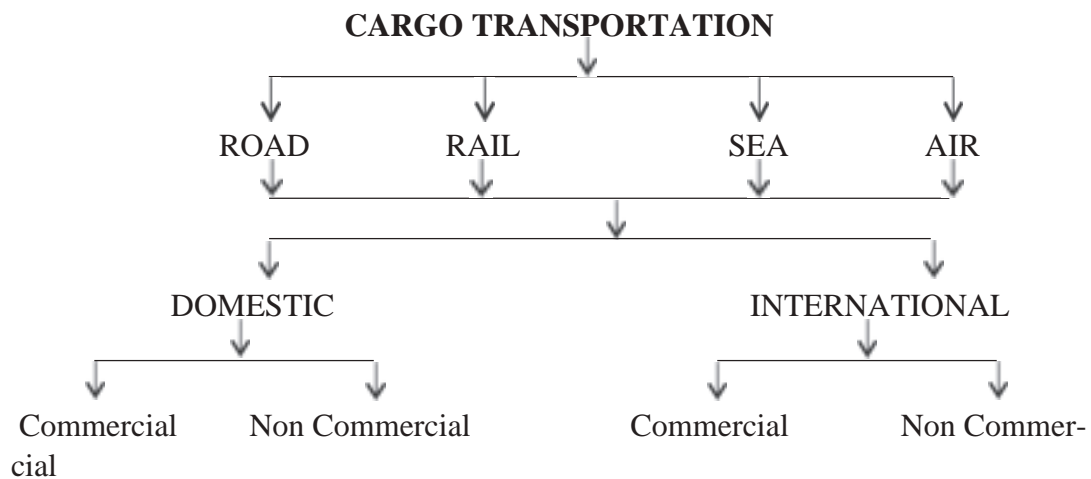 CARGO TRANSPORTATION
ROAD RAIL SEA AIR
DOMESTIC INTERNATIONAL
Commercial Non Commercial Commercial Non Commer-
cial